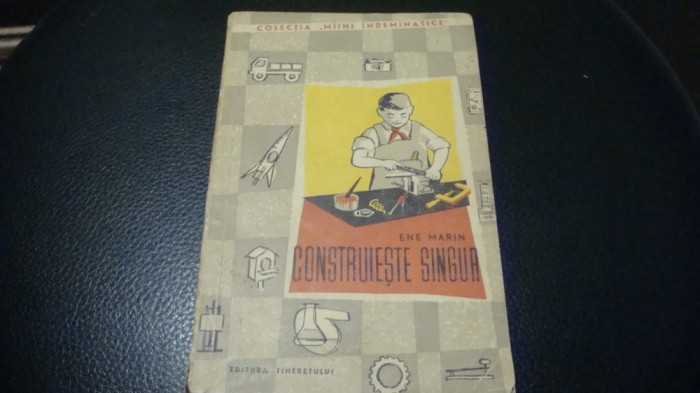 COLECȚIA „MÎINI ÎNDEMÎNATICE”
ENE MARIN
CONSTRUIEȘTE SINGUR
EDITURA TINERETULUI